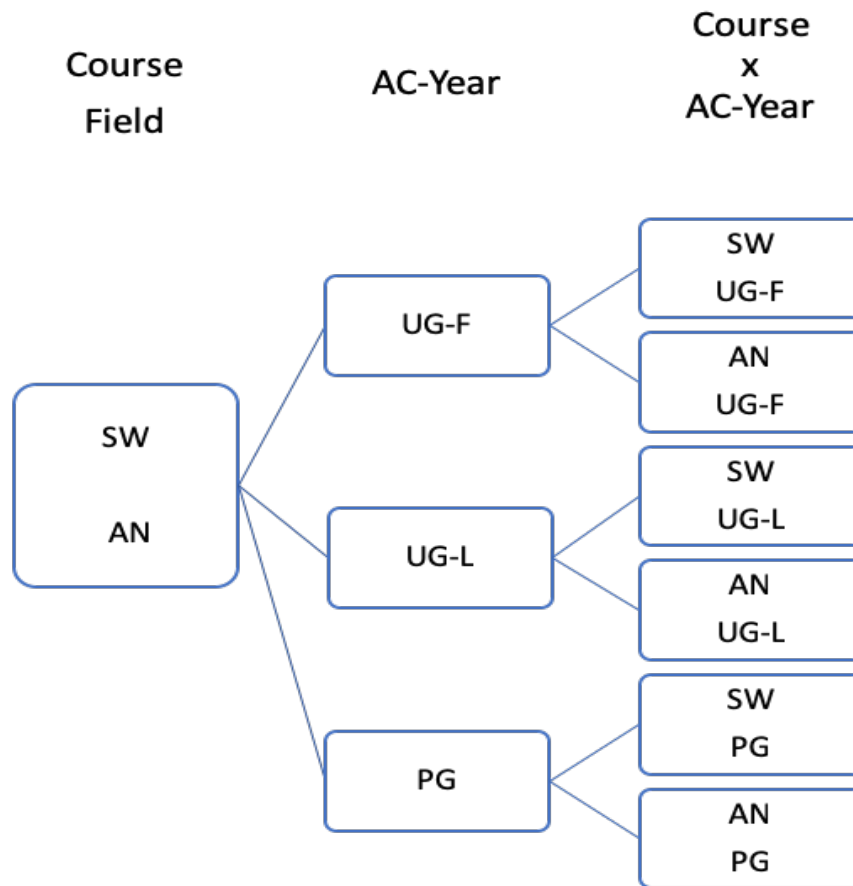 Course
Field
AC-Year
Course
x
AC-Year
SW
AN
UG-F
UG-L
PG
SW
UG-F
AN
UG-F
SW
UG-L
AN
UG-L
SW
PG
AN
PG